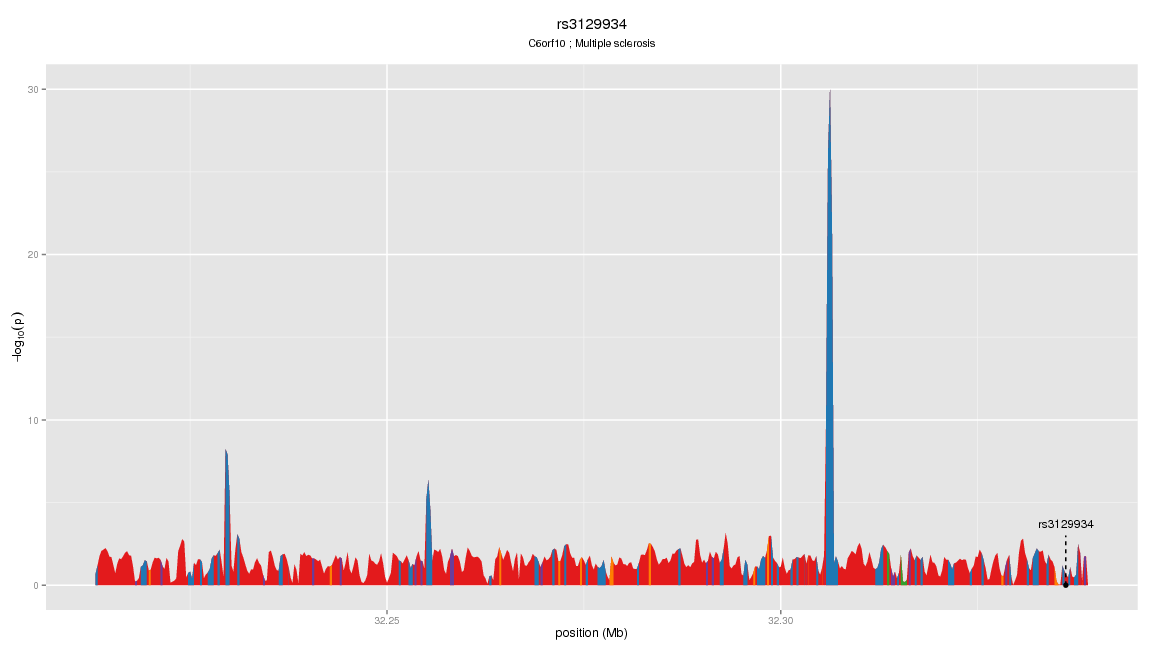 rs3129934
C6orf10 ; Multiple sclerosis
30
20
10
0
−log10(p)
rs3129934
32.25
32.30
position (Mb)